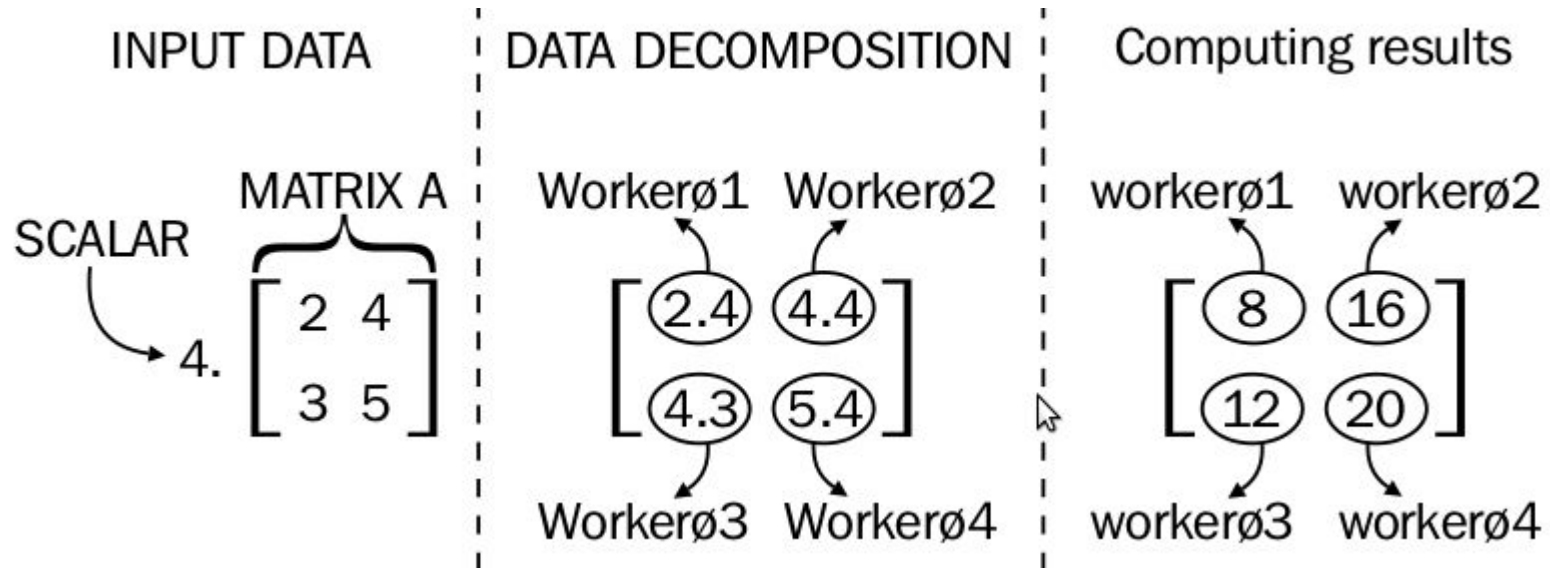 INPUT DATA
SCALAR
MATRIX A
4.
2 4
3 5
DATA DECOMPOSITION
Workerø1 Workerø2
2.4 4.4
4.3 5.4
Workerø3 Workerø4
Computing results
workerø1 workerø2
8 16
12 20
workerø3 workerø4